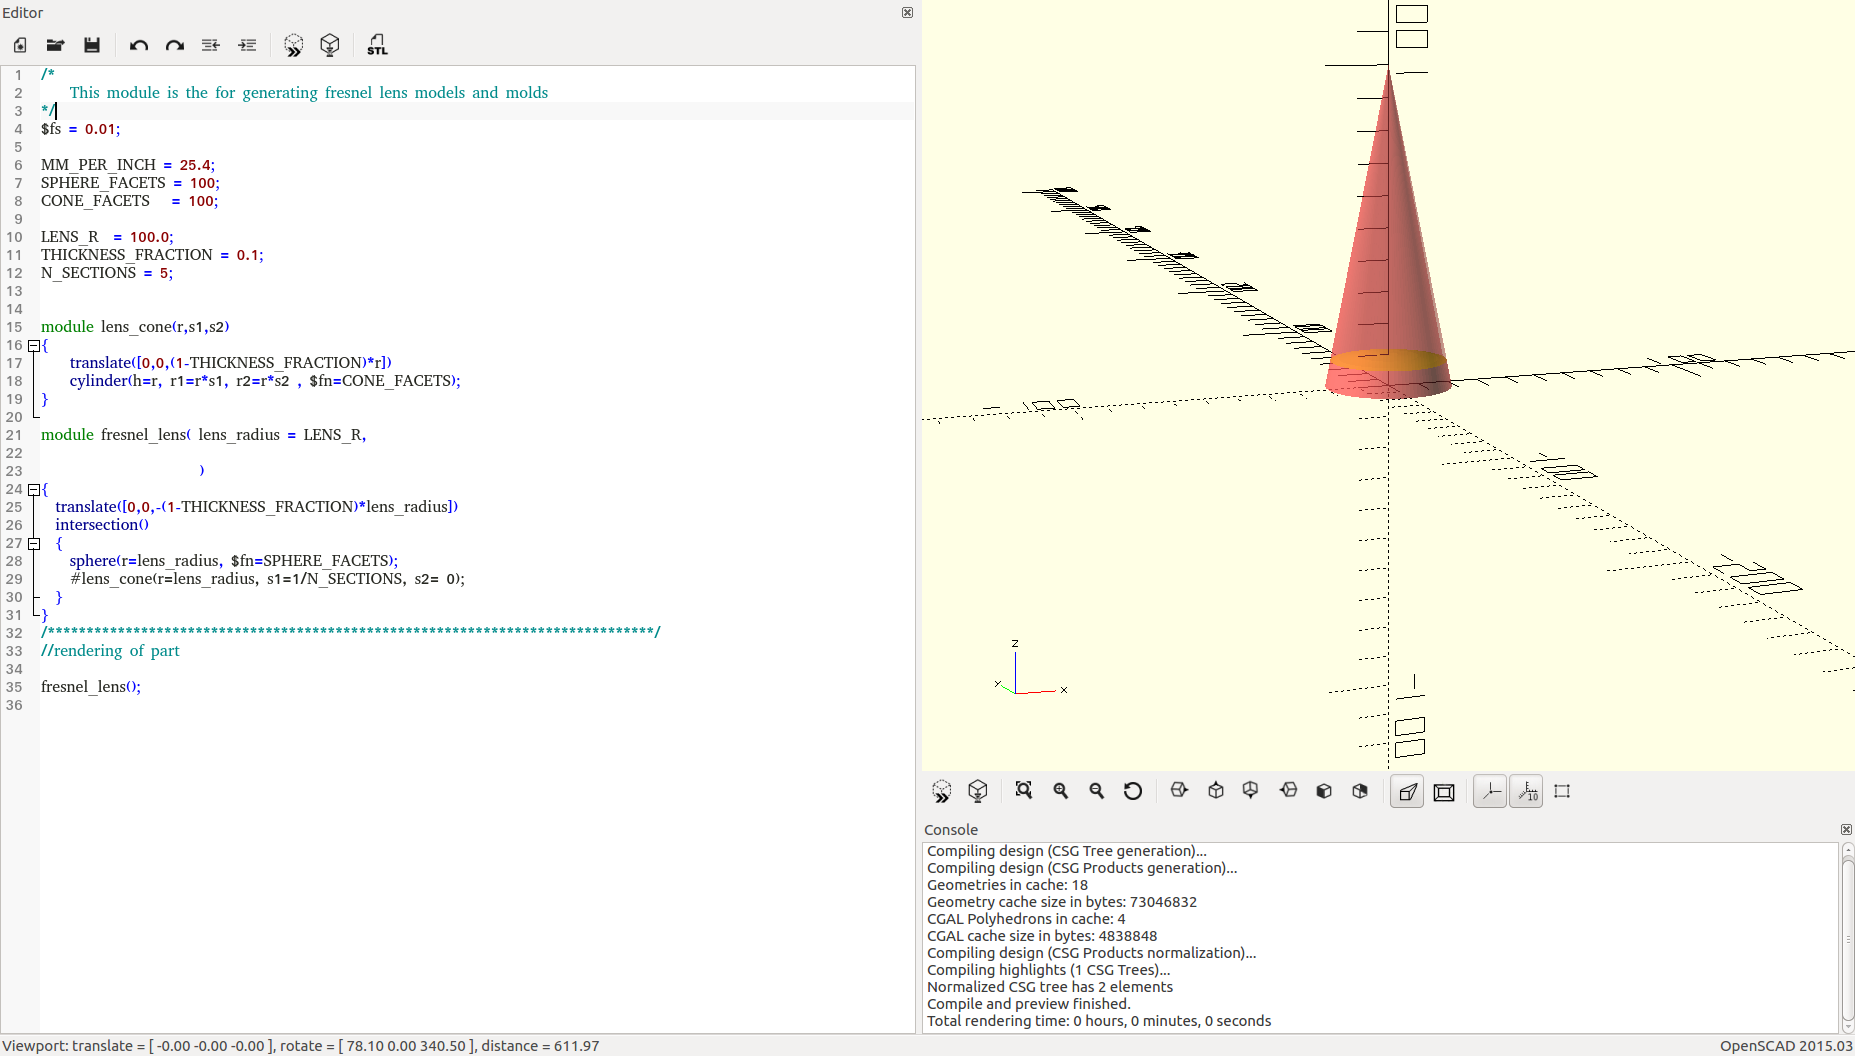 Editor
STL
1 /*
2 This module is the for generating fresnel lens models and molds
3 */
4 $fs = 0.01;
5
6 MM_PER_INCH = 25.4;
7 SPHERE_FACETS = 100;
8 CONE_FACETS = 100;
9
10 LENS_R = 100.0;
11 THICKNESS_FRACTION = 0.1;
12 N_SECTIONS = 5;
13
14
15 module lens_cone(r,s1,s2)
16 {
17 translate([0,0,(1-THICKNESS_FRACTION)*r])
18 cylinder(h=r, r1=r*s1, r2=r*s2 , $fn=CONE_FACETS);
19 }
20
21 module fresnel_lens( lens_radius = LENS_R,
22
23 )
24 {
25 translate([0,0,-(1-THICKNESS_FRACTION)*lens_radius])
26 intersection()
27 {
28 sphere(r=lens_radius, $fn=SPHERE_FACETS);
29 #lens_cone(r=lens_radius, s1=1/N_SECTIONS, s2= 0);
30 }
31 }
32 /******************************************************************************/
33 //rendering of part
34
35 fresnel_lens();
36
z
y
x
10
Console
Compiling design (CSG Tree generation)...
Compiling design (CSG Products generation)...
Geometries in cache: 18
Geometry cache size in bytes: 73046832
CGAL Polyhedrons in cache: 4
CGAL cache size in bytes: 4838848
Compiling design (CSG Products normalization)...
Compiling highlights (1 CSG Trees)...
Normalized CSG tree has 2 elements
Compile and preview finished.
Total rendering time: 0 hours, 0 minutes, 0 seconds
Viewport: translate = [ -0.00 -0.00 -0.00 ], rotate = [ 78.10 0.00 340.50 ], distance = 611.97
OpenSCAD 2015.03